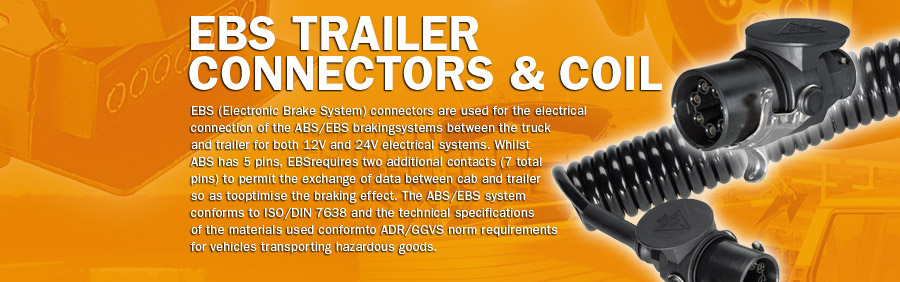 EBS TRAILER
CONNECTORS & COIL
EBS (Electronic Brake System) connectors are used for the electrical
connection of the ABS/EBS brakingsystems between the truck
and trailer for both 12V and 24V electrical systems. Whilst
ABS has 5 pins, EBSrequires two additional contacts (7 total
pins) to permit the exchange of data between cab and trailer
so as tooptimise the braking effect. The ABS/EBS system
conforms to ISO/DIN 7638 and the technical specifications
of the materials used conformto ADR/GGVS norm requirements
for vehicles transporting hazardous goods.